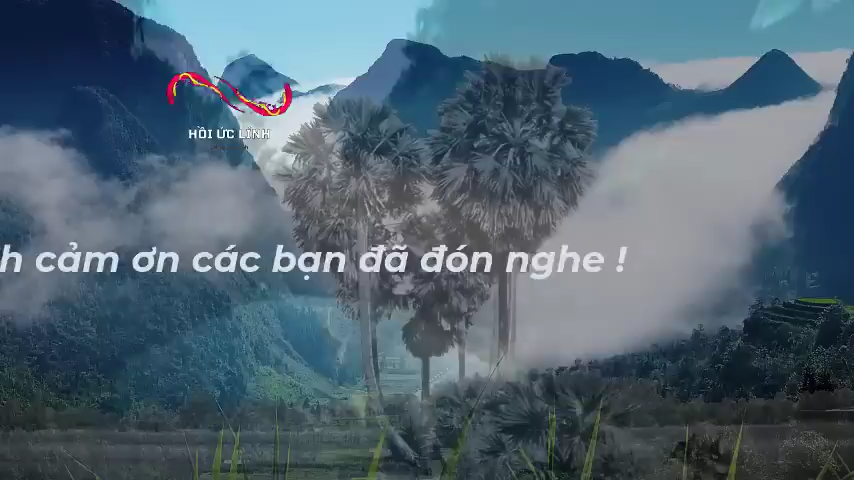 HỒI ỨC LÍNH
h cảm ơn các bạn đã đón nghe !